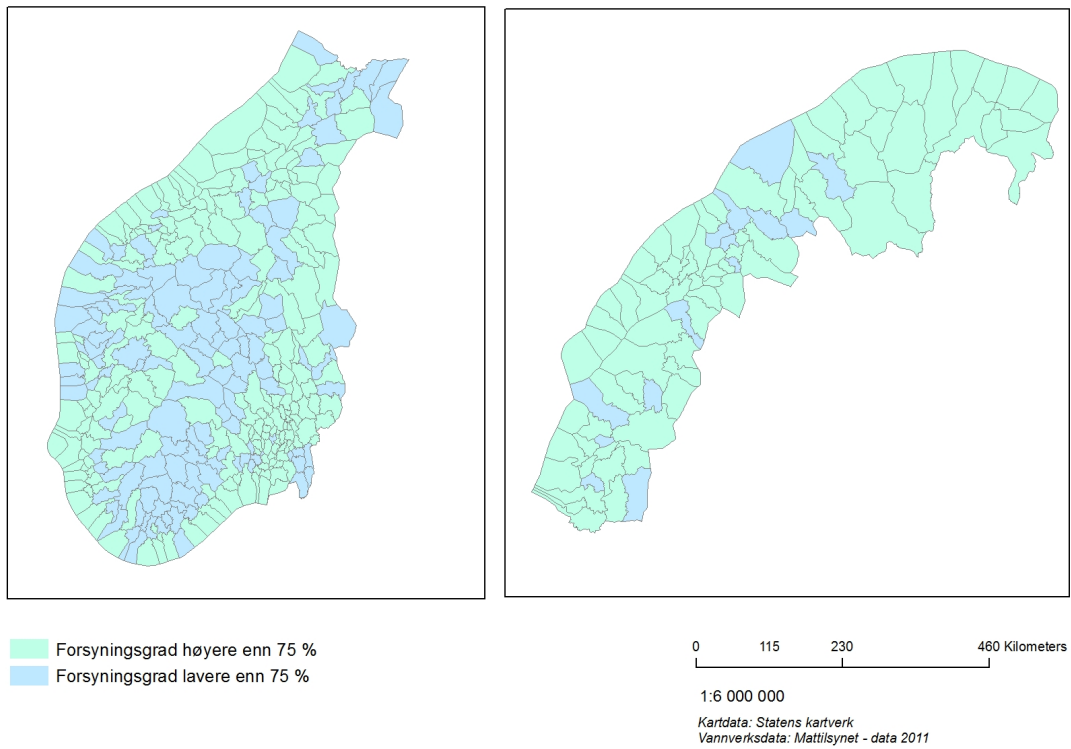 Forsyningsgrad høyere enn 75 %
Forsyningsgrad lavere enn 75 %
0 115 230 460 Kilometers
1:6 000 000
Kartdata: Statens kartverk
Vannverksdata: Mattilsynet - data 2011